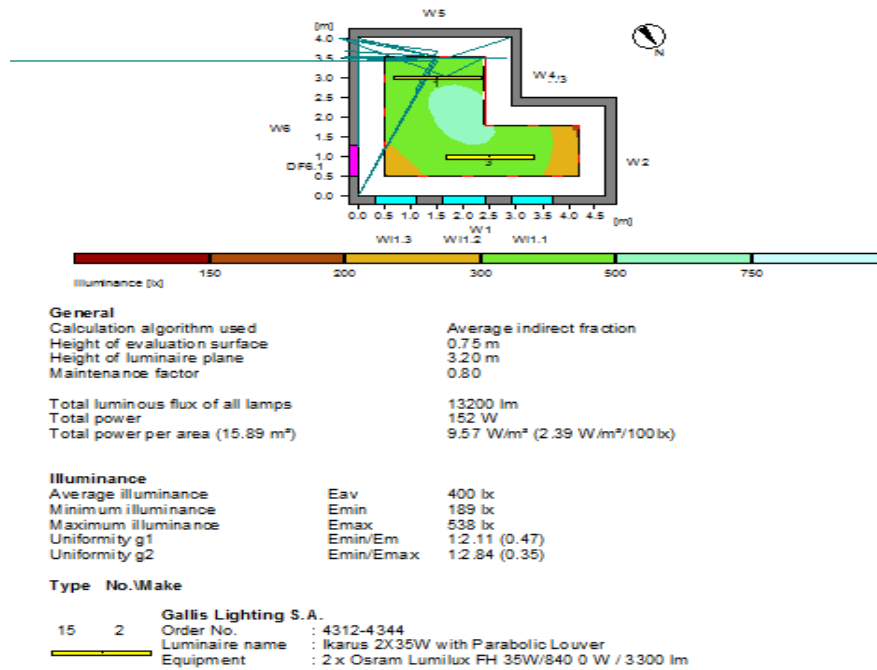 W5
[m]
4.0
3.5
3.0
2.5
2.0
1.5
1.0
0.5
0.0
W4
W3
W6
W2
DF6.1
3
N
0.0 0.5 1.0 1.5 2.0 2.5 3.0 3.5 4.0 4.5 [m]
W1
WI1.3 WI1.2 WI1.1
150 200 300 500 750
Illuminance [lx]
General
Calculation algorithm used Average indirect fraction
Height of evaluation surface 0.75 m
Height of luminaire plane 3.20 m
Maintenance factor 0.80
Total luminous flux of all lamps 13200 lm
Total power 152 W
Total power per area (15.89 m²) 9.57 W/m² (2.39 W/m²/100lx)
Illuminance
Average illuminance Eav 400 lx
Minimum illuminance Emin 189 lx
Maximum illuminance Emax 538 lx
Uniformity g1 Emin/Em 1:2.11 (0.47)
Uniformity g2 Emin/Emax 1:2.84 (0.35)
Type No.\Make
Gallis Lighting S.A.
15 2 Order No. : 4312-4344
Luminaire name : Ikarus 2X35W with Parabolic Louver
Equipment : 2 x Osram Lumilux FH 35W/840 0 W / 3300 lm